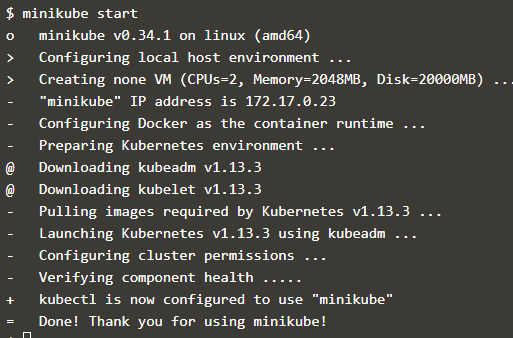 $ minikube start
o   minikube v0.34.1 on linux (amd64)
>   Configuring local host environment ...
>   Creating none VM (CPUs=2, Memory=2048MB, Disk=20000MB) ...
-   "minikube" IP address is 172.17.0.23
-   Configuring Docker as the container runtime ...
-   Preparing Kubernetes environment ...
@   Downloading kubeadm v1.13.3
@   Downloading kubelet v1.13.3
-   Pulling images required by Kubernetes v1.13.3 ...
-   Launching Kubernetes v1.13.3 using kubeadm ...
-   Configuring cluster permissions ...
-   Verifying component health .....
+   kubectl is now configured to use "minikube"
=   Done! Thank you for using minikube!